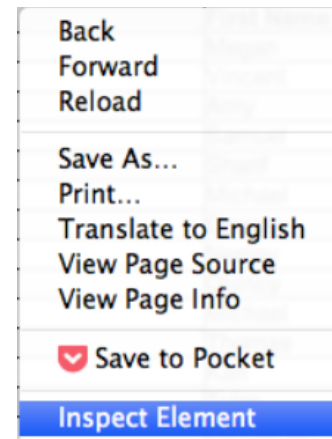 Back
Forward
Reload
Save As...
Print...
Translate to English
View Page Source
View Page Info
Save to Pocket
Inspect Element